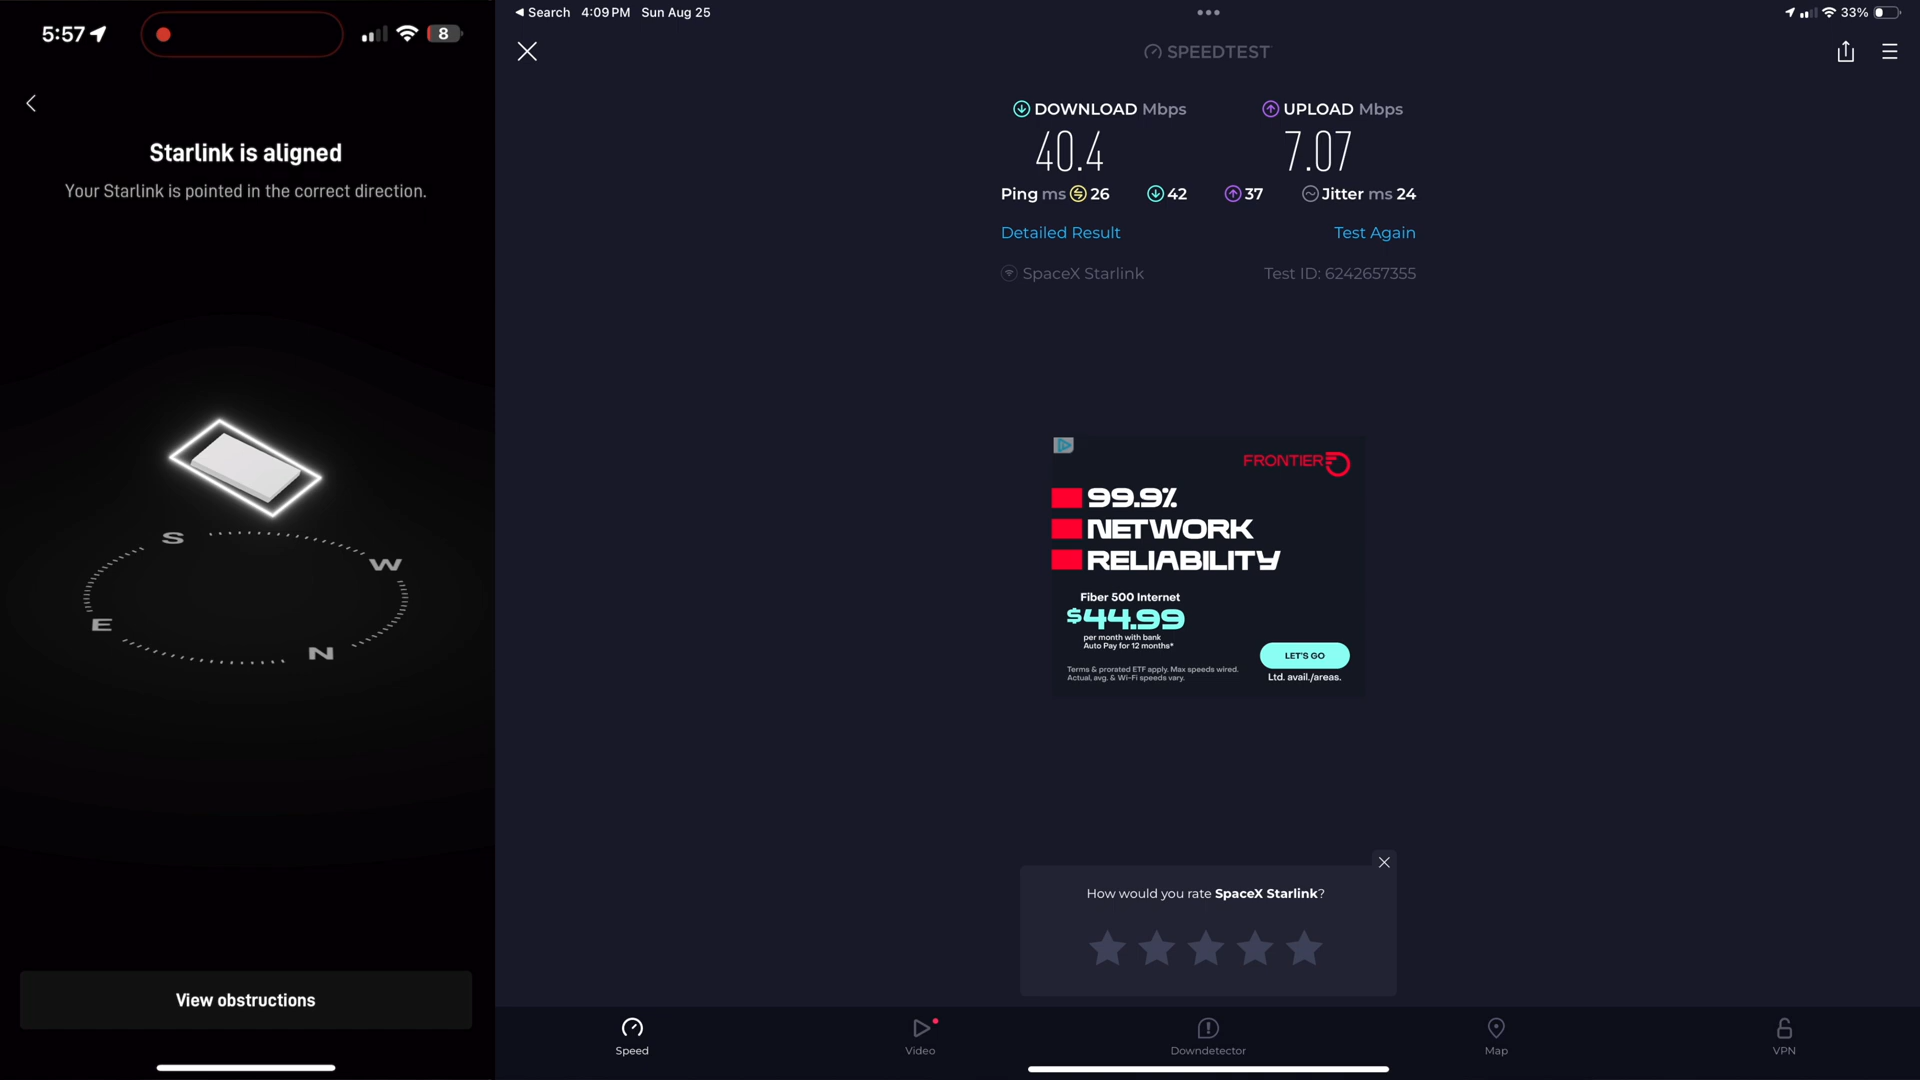 5:57
8
Starlink is aligned
Your Starlink is pointed in the correct direction.
S
W
E
N
View obstructions
◀ Search 4:09 PM Sun Aug 25
33%
SPEEDTEST
DOWNLOAD Mbps
40.4
UPLOAD Mbps
7.07
Ping ms 26 42 37 Jitter ms 24
Detailed Result
Test Again
SpaceX Starlink
Test ID: 6242657355
FRONTIER
99.9%
NETWORK
RELIABILITY
Fiber 500 Internet
$44.99
per month with bank
Auto Pay for 12 months*
Terms & prorated ETF apply. Max speeds wired.
Actual, avg. & Wi-Fi speeds vary.
LET'S GO
Ltd. avail./areas.
How would you rate SpaceX Starlink?
Speed
Video
Downdetector
Map
VPN